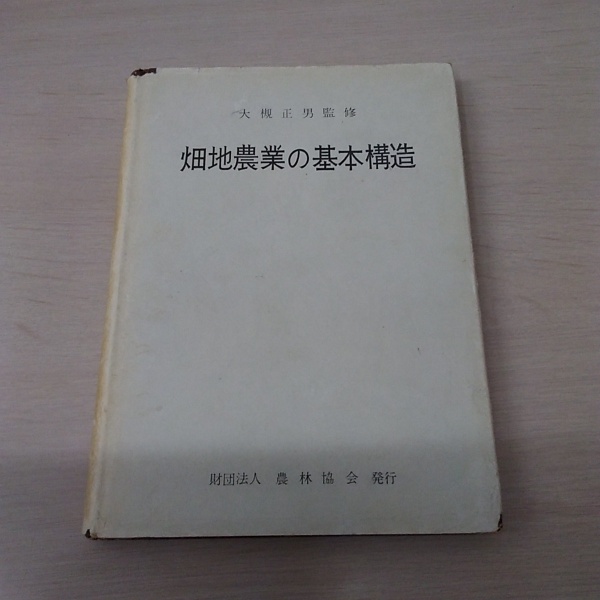 大槻正男監修
畑地農業の基本構造
財団法人 農林協会 発行